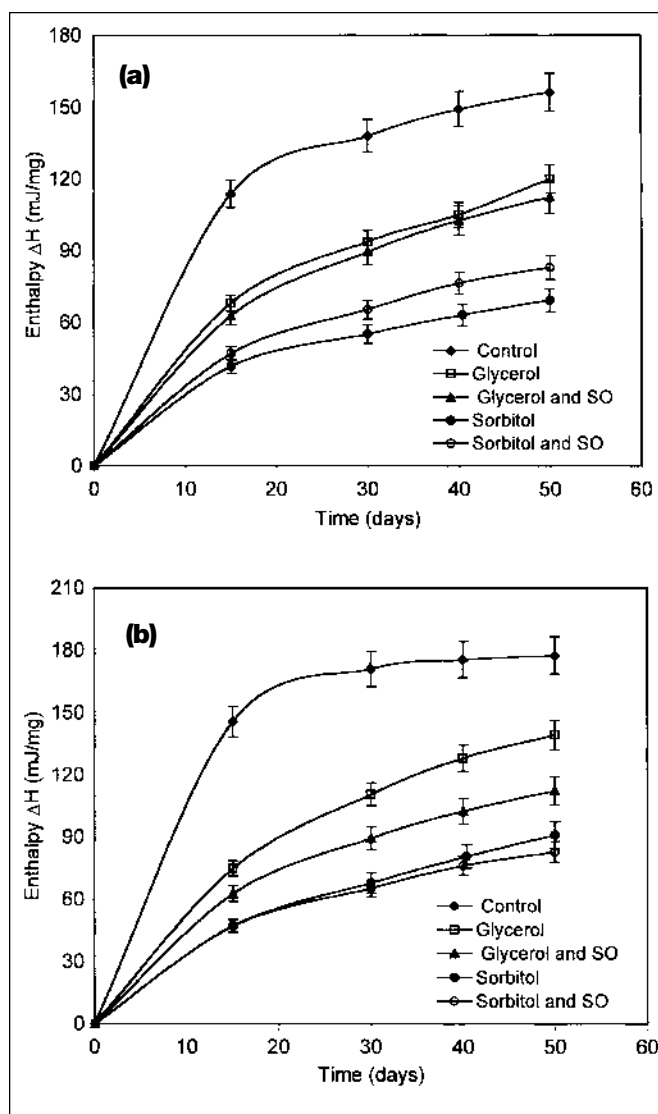 (a)
180
150
120
90
60
30
0
Enthalpy ΔH (mJ/mg)
Control
Glycerol
Glycerol and SO
Sorbitol
Sorbitol and SO
0 10 20 30 40 50 60
Time (days)
(b)
210
180
150
120
90
60
30
0
Enthalpy ΔH (mJ/mg)
Control
Glycerol
Glycerol and SO
Sorbitol
Sorbitol and SO
0 10 20 30 40 50 60
Time (days)